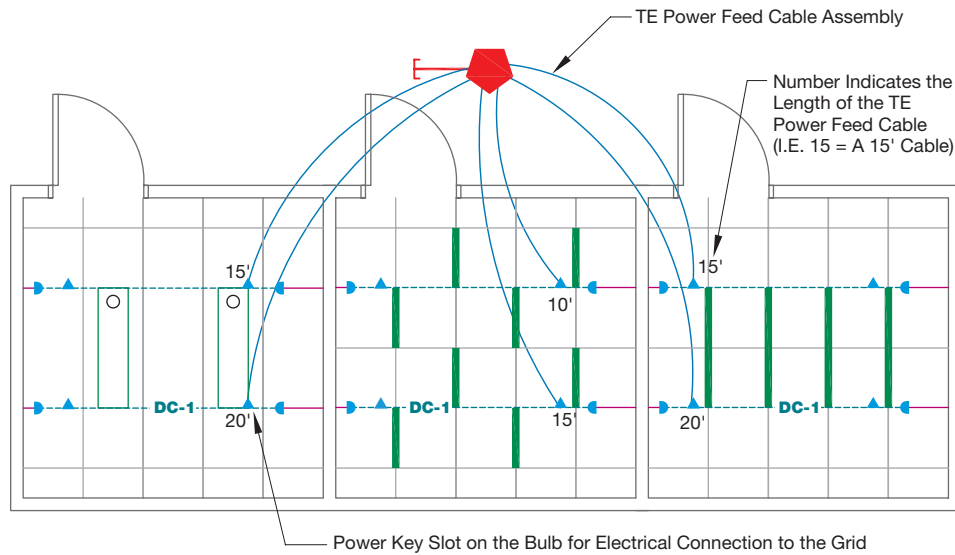 TE Power Feed Cable Assembly
Number Indicates the
Length of the TE
Power Feed Cable
(I.E. 15 = A 15' Cable)
15'
10'
15'
DC-1
DC-1
DC-1
20'
15'
20'
Power Key Slot on the Bulb for Electrical Connection to the Grid